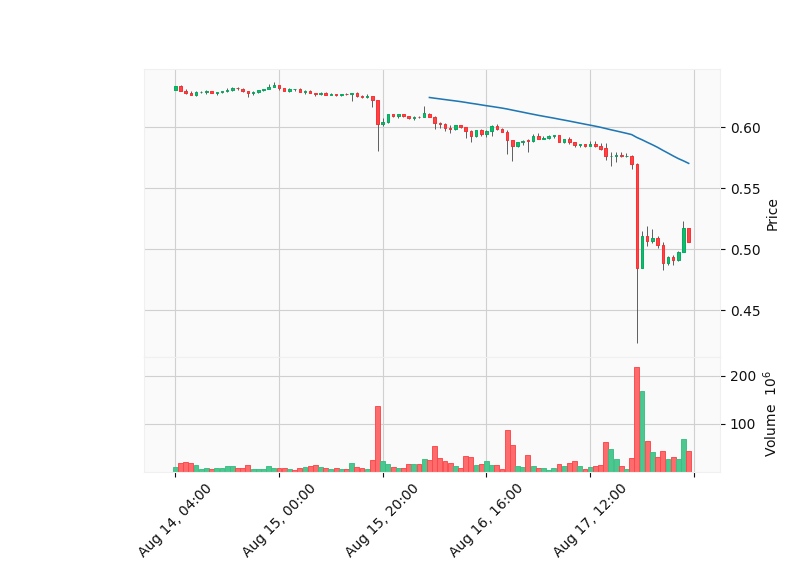 0.60
0.55
0.50
0.45
Price
200
100
Volume 10^6
Aug 14, 04:00
Aug 15, 00:00
Aug 15, 20:00
Aug 16, 16:00
Aug 17, 12:00